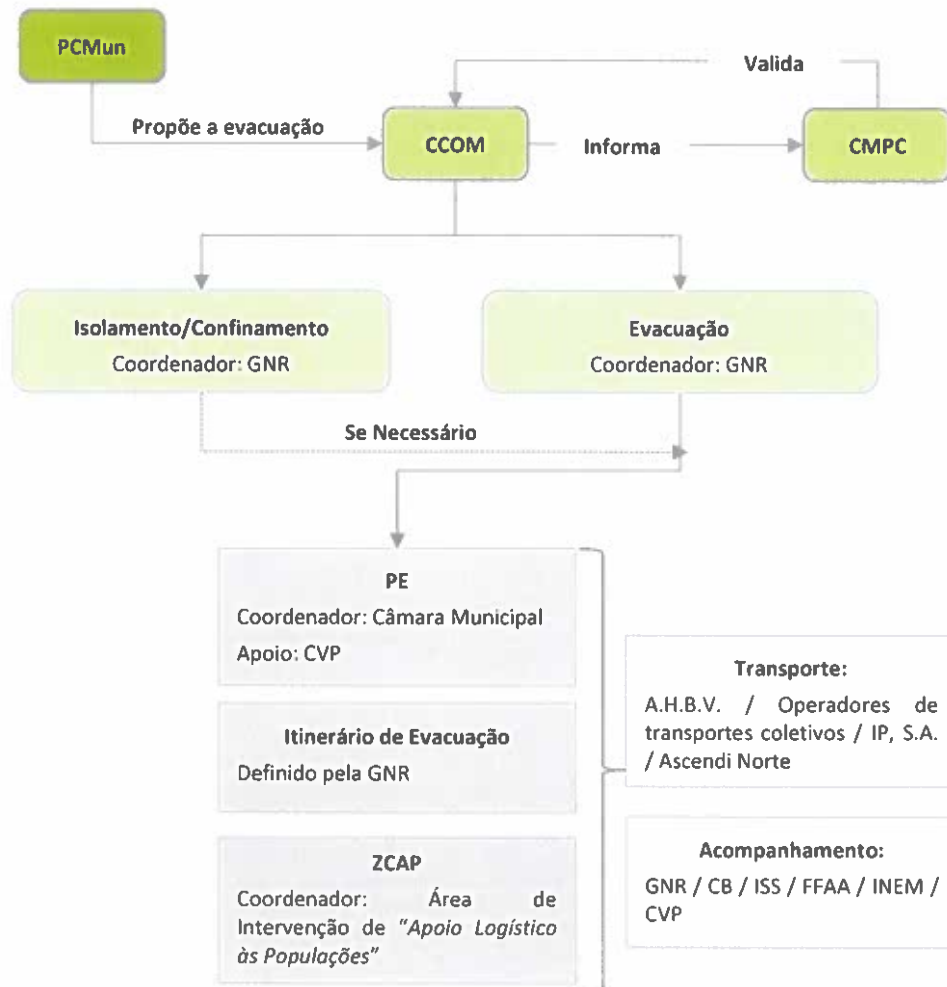 PCMun
Valida
Propõe a evacuação
CCOM
Informa
CMPC
Isolamento/Confinamento
Coordenador: GNR
Evacuação
Coordenador: GNR
Se Necessário
PE
Coordenador: Câmara Municipal
Apoio: CVP
Itinerário de Evacuação
Definido pela GNR
ZCAP
Coordenador: Área de
Intervenção de "Apoio Logístico
às Populações"
Transporte:
A.H.B.V. / Operadores de
transportes coletivos / IP, S.A.
/ Ascendi Norte
Acompanhamento:
GNR / CB / ISS / FFAA / INEM /
CVP